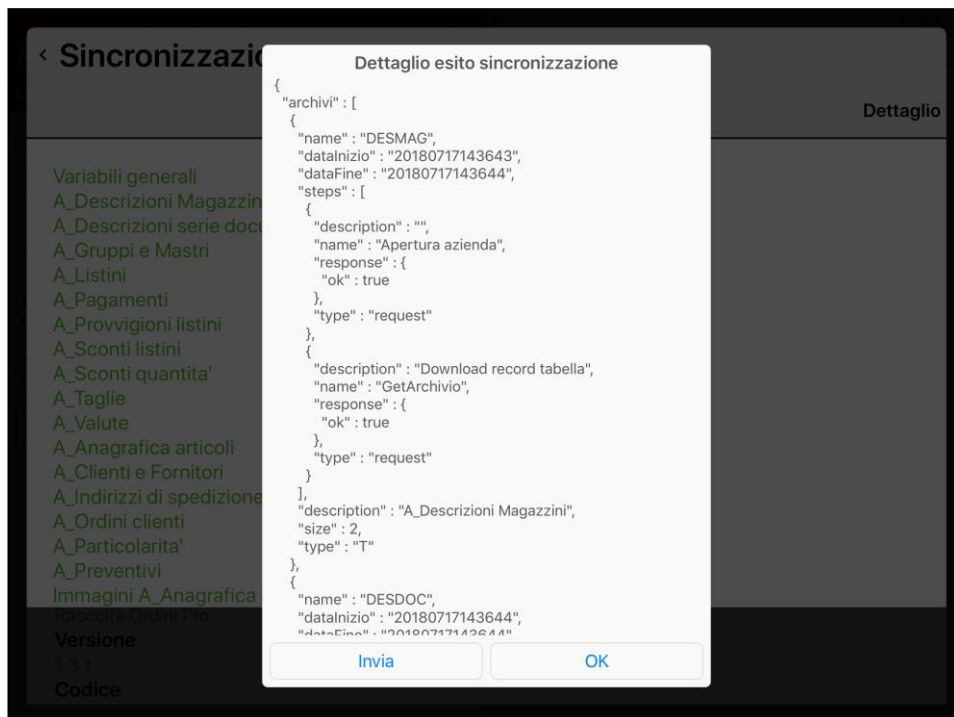 ‹ Sincronizzazio
Dettaglio
Variabili generali
A_Descrizioni Magazzin
A_Descrizioni serie docu
A_Gruppi e Mastri
A_Listini
A_Pagamenti
A_Provvigioni listini
A_Sconti listini
A_Sconti quantita'
A_Taglie
A_Valute
A_Anagrafica articoli
A_Clienti e Fornitori
A_Indirizzi di spedizione
A_Ordini clienti
A_Particolarita'
A_Preventivi
Immagini A_Anagrafica
Raccolta Ordini Pro
Versione
1.3.1
Codice
Dettaglio esito sincronizzazione
{
"archivi" : [
{
"name" : "DESMAG",
"dataInizio" : "20180717143643",
"dataFine" : "20180717143644",
"steps" : [
{
"description" : "",
"name" : "Apertura azienda",
"response" : {
"ok" : true
},
"type" : "request"
},
{
"description" : "Download record tabella",
"name" : "GetArchivio",
"response" : {
"ok" : true
},
"type" : "request"
}
],
"description" : "A_Descrizioni Magazzini",
"size" : 2,
"type" : "T"
},
{
"name" : "DESDOC",
"dataInizio" : "20180717143644",
"dataFine" : "20180717143644"
Invia
OK